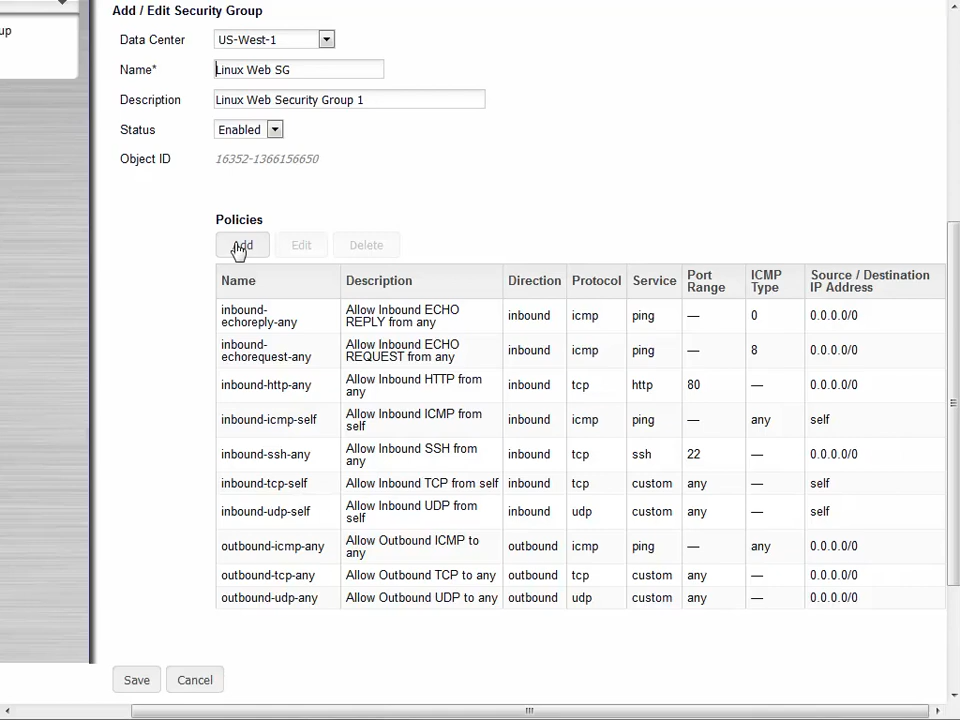 Add / Edit Security Group
up
Data Center US-West-1
Name* Linux Web SG
Description Linux Web Security Group 1
Status Enabled
Object ID 16352-1366156650
Policies
Edit Delete
Name Description Direction Protocol Service Port Range ICMP Type Source / Destination IP Address
inbound-echoreply-any Allow Inbound ECHO REPLY from any inbound icmp ping — 0 0.0.0.0/0
inbound-echorequest-any Allow Inbound ECHO REQUEST from any inbound icmp ping — 8 0.0.0.0/0
inbound-http-any Allow Inbound HTTP from any inbound tcp http 80 — 0.0.0.0/0
inbound-icmp-self Allow Inbound ICMP from self inbound icmp ping — any self
inbound-ssh-any Allow Inbound SSH from any inbound tcp ssh 22 — 0.0.0.0/0
inbound-tcp-self Allow Inbound TCP from self inbound tcp custom any — self
inbound-udp-self Allow Inbound UDP from self inbound udp custom any — self
outbound-icmp-any Allow Outbound ICMP to any outbound icmp ping — any 0.0.0.0/0
outbound-tcp-any Allow Outbound TCP to any outbound tcp custom any — 0.0.0.0/0
outbound-udp-any Allow Outbound UDP to any outbound udp custom any — 0.0.0.0/0
Save Cancel